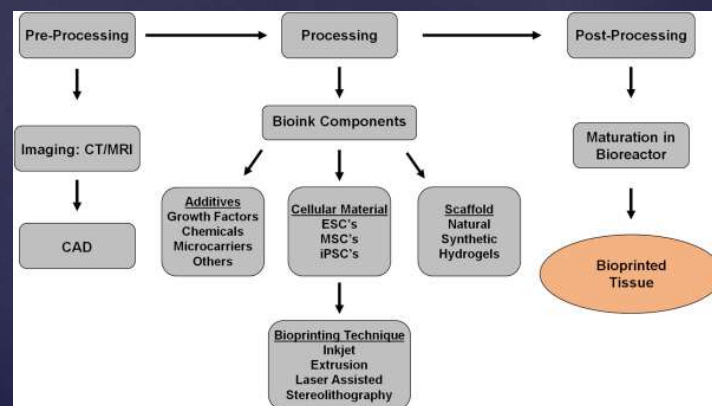 Pre-Processing
Processing
Post-Processing
Imaging: CT/MRI
CAD
Bioink Components
Additives
Growth Factors
Chemicals
Microcarriers
Others
Cellular Material
ESC's
MSC's
iPSC's
Scaffold
Natural
Synthetic
Hydrogels
Bioprinting Technique
Inkjet
Extrusion
Laser Assisted
Stereolithography
Maturation in
Bioreactor
Bioprinted
Tissue